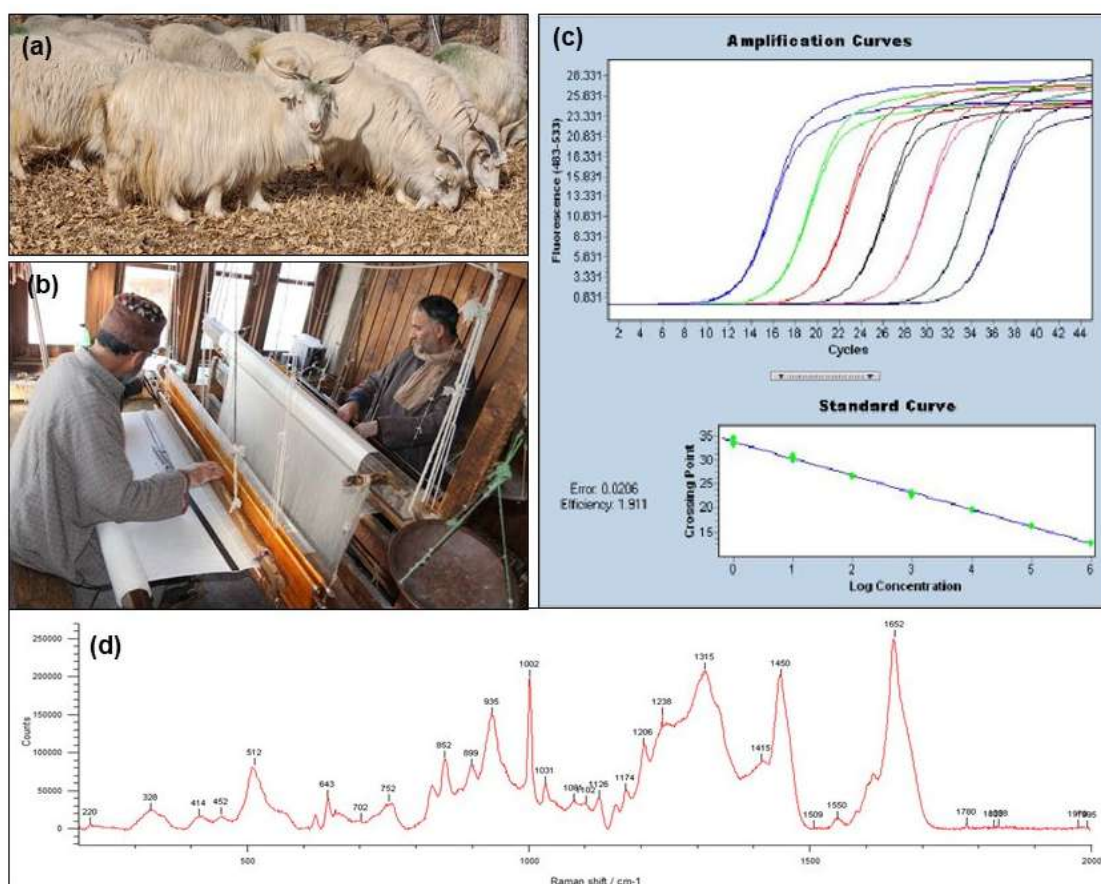 (a)
(b)
(c)
Amplification Curves
Fluorescence (483-533)
28.331
25.831
23.331
20.831
18.331
15.831
13.331
10.831
8.331
5.831
3.331
0.831
2 4 6 8 10 12 14 16 18 20 22 24 26 28 30 32 34 36 38 40 42 44
Cycles
Standard Curve
Error: 0.0206
Efficiency: 1.911
Crossing Point
35
30
25
20
15
0 1 2 3 4 5 6
Log Concentration
(d)
Counts
250000
200000
150000
100000
50000
0
220
328
414
452
512
643
702
752
852
899
935
1002
1031
1081
1102
1126
1174
1206
1238
1315
1415
1450
1509
1550
1652
1780
1995
500 1000 1500 2000
Raman shift / cm-1